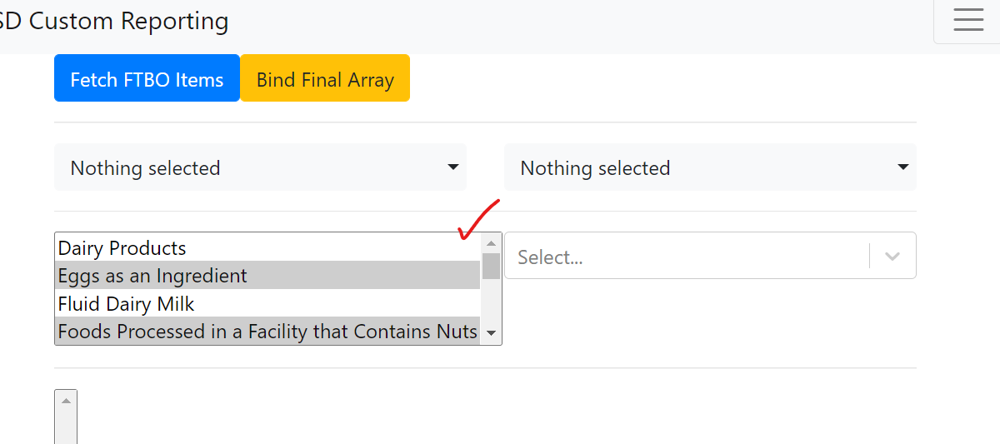 SD Custom Reporting
Fetch FTBO Items Bind Final Array
Nothing selected Nothing selected
Dairy Products
Select...
Eggs as an Ingredient
Fluid Dairy Milk
Foods Processed in a Facility that Contains Nuts